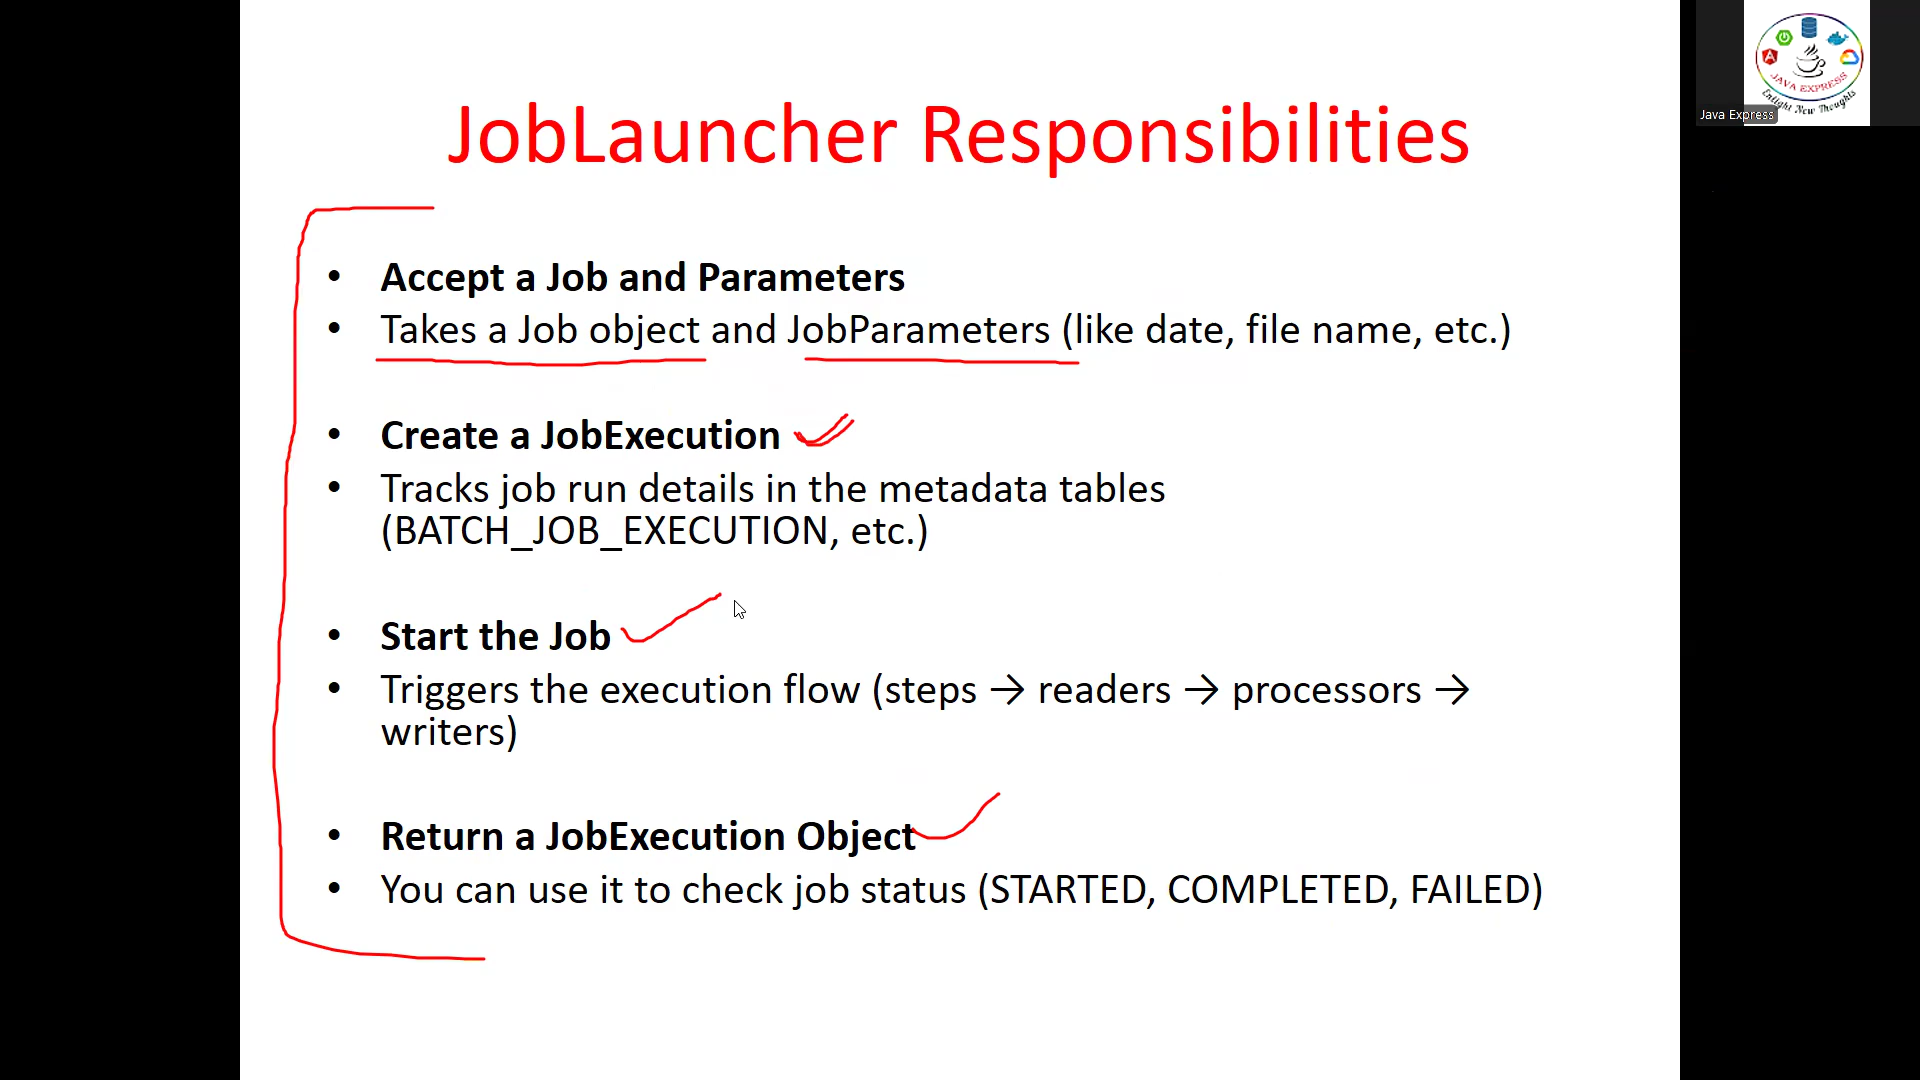 JobLauncher Responsibilities
• Accept a Job and Parameters
• Takes a Job object and JobParameters (like date, file name, etc.)
• Create a JobExecution
• Tracks job run details in the metadata tables
(BATCH_JOB_EXECUTION, etc.)
• Start the Job
• Triggers the execution flow (steps → readers → processors →
writers)
• Return a JobExecution Object
• You can use it to check job status (STARTED, COMPLETED, FAILED)
JAVA EXPRESS
Enlight New Thoughts
Java Express